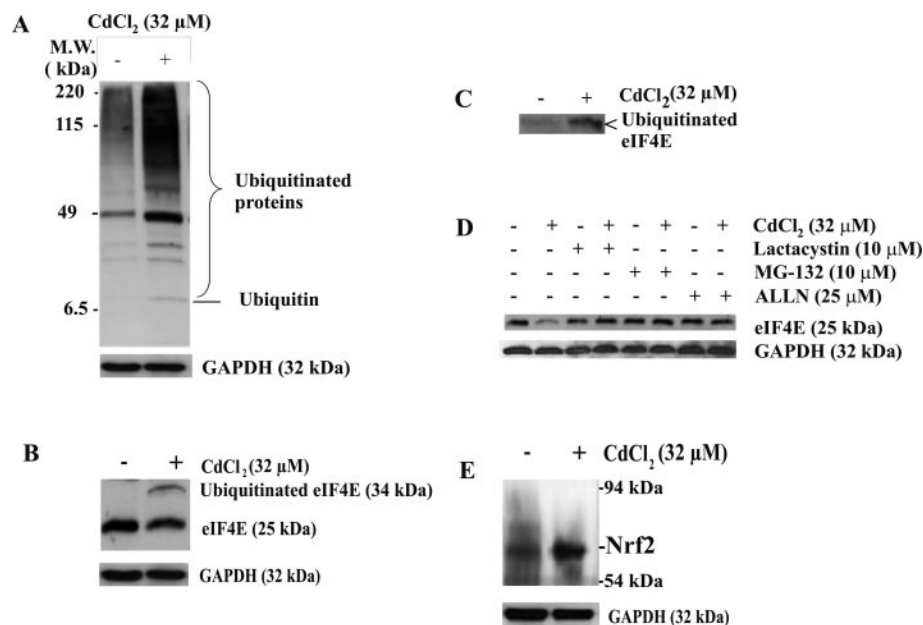 A
CdCl2 (32 µM)
M.W.
( kDa)
- +
220 -
115 -
49 -
6.5 -
Ubiquitinated
proteins
Ubiquitin
GAPDH (32 kDa)
B
- +
CdCl2 (32 µM)
Ubiquitinated eIF4E (34 kDa)
eIF4E (25 kDa)
GAPDH (32 kDa)
C
- + CdCl2 (32 µM)
Ubiquitinated
eIF4E
D
- + - + - + - + CdCl2 (32 µM)
- - + + - - - - Lactacystin (10 µM)
- - - - + + - - MG-132 (10 µM)
- - - - - - + + ALLN (25 µM)
eIF4E (25 kDa)
GAPDH (32 kDa)
E
- + CdCl2 (32 µM)
-94 kDa
-Nrf2
-54 kDa
GAPDH (32 kDa)